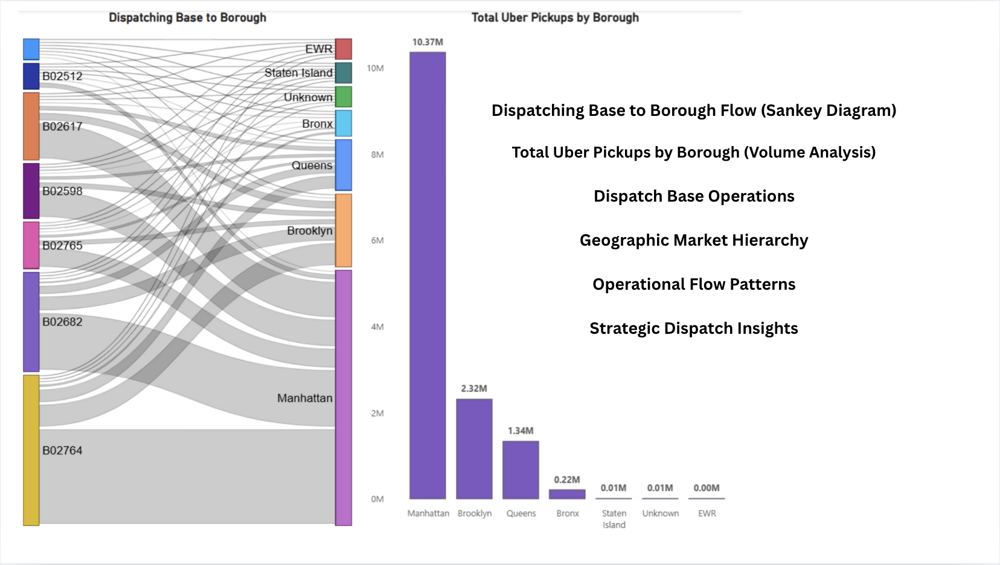 Dispatching Base to Borough
B02512
B02617
B02598
B02765
B02682
B02764
EWR
Staten Island
Unknown
Bronx
Queens
Brooklyn
Manhattan
Total Uber Pickups by Borough
10M
8M
6M
4M
2M
0M
10.37M
2.32M
1.34M
0.22M
0.01M
0.01M
0.00M
Manhattan
Brooklyn
Queens
Bronx
Staten
Island
Unknown
EWR
Dispatching Base to Borough Flow (Sankey Diagram)
Total Uber Pickups by Borough (Volume Analysis)
Dispatch Base Operations
Geographic Market Hierarchy
Operational Flow Patterns
Strategic Dispatch Insights